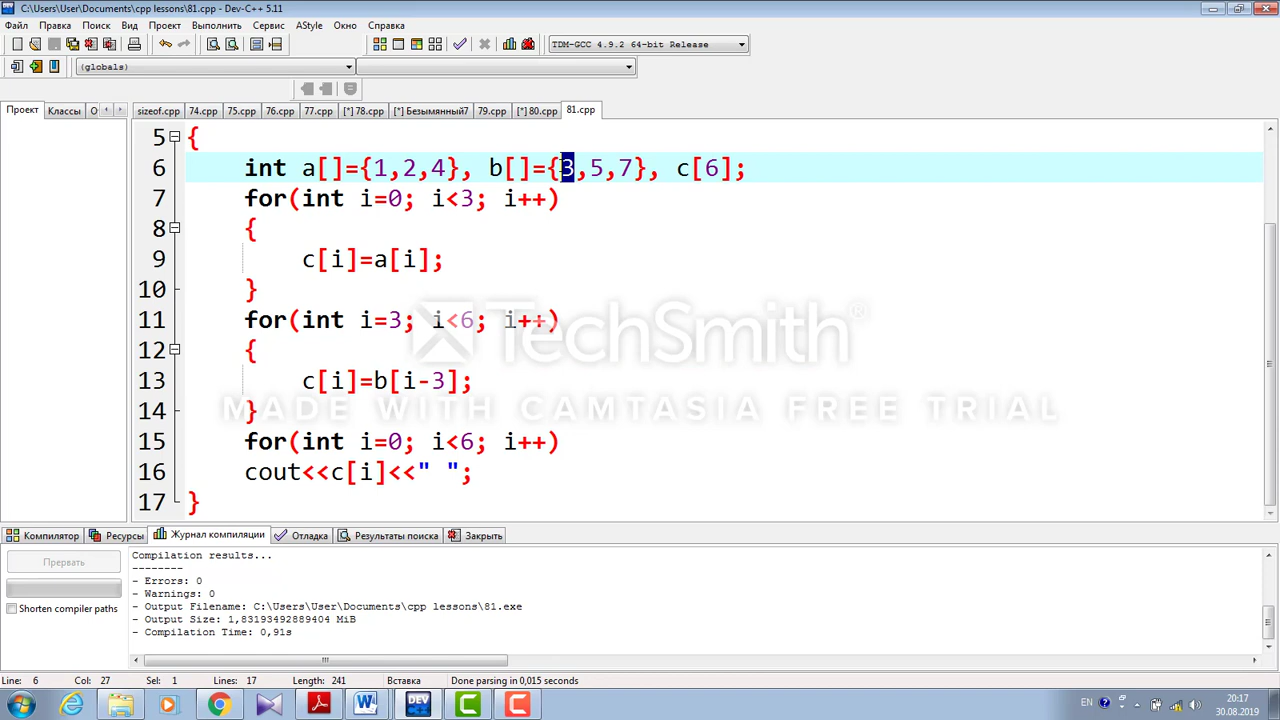 C:\Users\User\Documents\cpp lessons\81.cpp - Dev-C++ 5.11
Файл Правка Поиск Вид Проект Выполнить Сервис AStyle Окно Справка
TDM-GCC 4.9.2 64-bit Release
(globals)
Проект Классы О sizeof.cpp 74.cpp 75.cpp 76.cpp 77.cpp [*] 78.cpp [*] Безымянный7 79.cpp [*] 80.cpp 81.cpp
5 {
6 int a[]={1,2,4}, b[]={3,5,7}, c[6];
7 for(int i=0; i<3; i++)
8 {
9 c[i]=a[i];
10 }
11 for(int i=3; i<6; i++)
12 {
13 c[i]=b[i-3];
14 }
15 for(int i=0; i<6; i++)
16 cout<<c[i]<<" ";
17 }
TechSmith®
MADE WITH CAMTASIA FREE TRIAL
Компилятор Ресурсы Журнал компиляции Отладка Результаты поиска Закрыть
Прервать
Shorten compiler paths
Compilation results...
--------
- Errors: 0
- Warnings: 0
- Output Filename: C:\Users\User\Documents\cpp lessons\81.exe
- Output Size: 1,83193492889404 MiB
- Compilation Time: 0,91s
Line: 6 Col: 27 Sel: 1 Lines: 17 Length: 241 Вставка Done parsing in 0,015 seconds
DEV
EN
20:17
30.08.2019